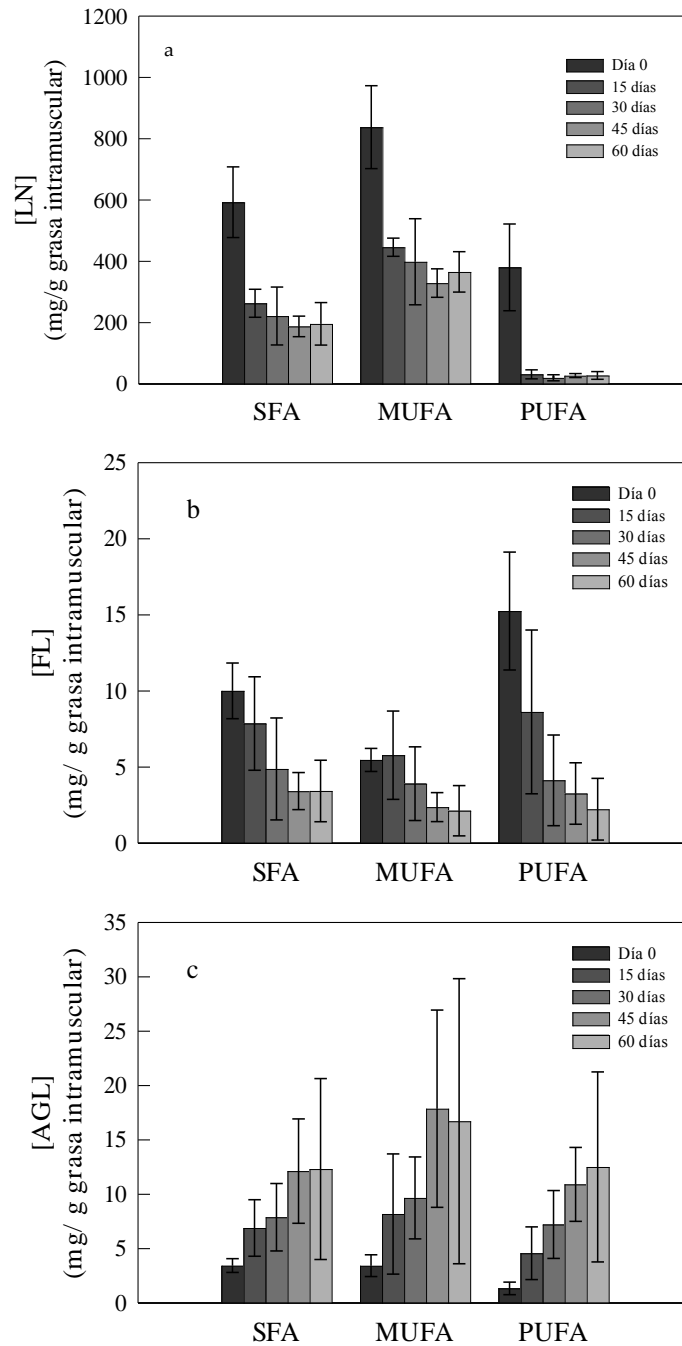 1200
1000
800
600
400
200
0
[LN]
(mg/g grasa intramuscular)
a
Día 0
15 días
30 días
45 días
60 días
SFA MUFA PUFA
25
20
15
10
5
0
[FL]
(mg/ g grasa intramuscular)
b
Día 0
15 días
30 días
45 días
60 días
SFA MUFA PUFA
35
30
25
20
15
10
5
0
[AGL]
(mg/ g grasa intramuscular)
c
Día 0
15 días
30 días
45 días
60 días
SFA MUFA PUFA